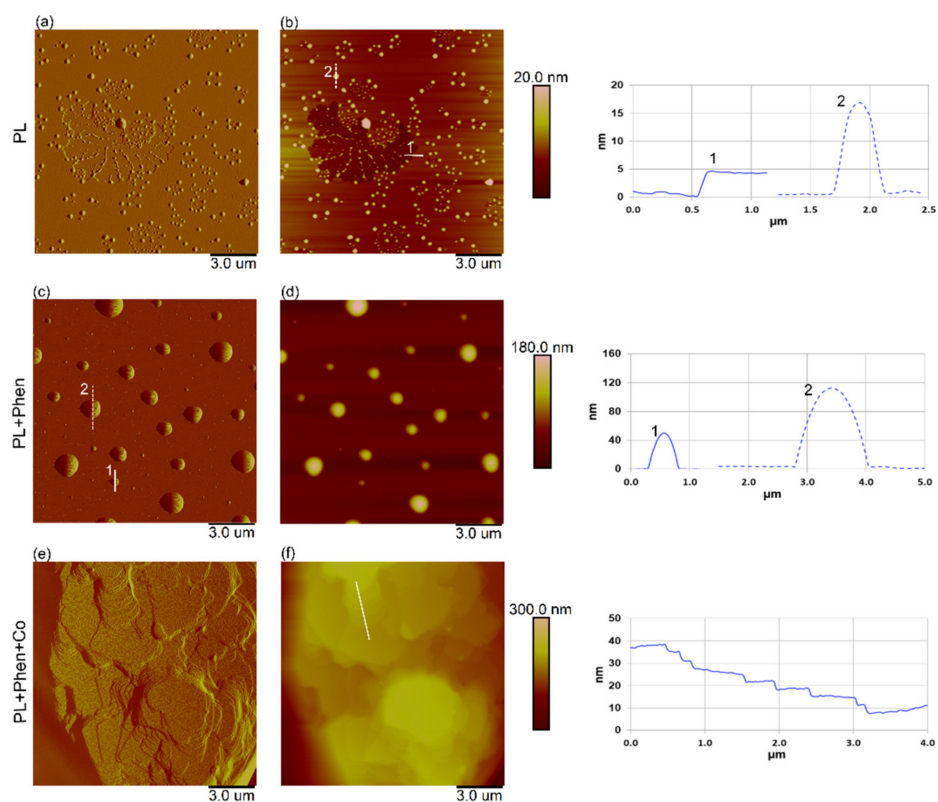 (a)
(b)
PL
2
1
3.0 um
3.0 um
20.0 nm
20
15
10
5
0
nm
1
2
0.0
0.5
1.0
1.5
2.0
2.5
µm
(c)
(d)
PL+Phen
2
1
3.0 um
3.0 um
180.0 nm
160
120
80
40
0
nm
1
2
0.0
1.0
2.0
3.0
4.0
5.0
µm
(e)
(f)
PL+Phen+Co
3.0 um
3.0 um
300.0 nm
50
40
30
20
10
0
nm
0.0
1.0
2.0
3.0
4.0
µm